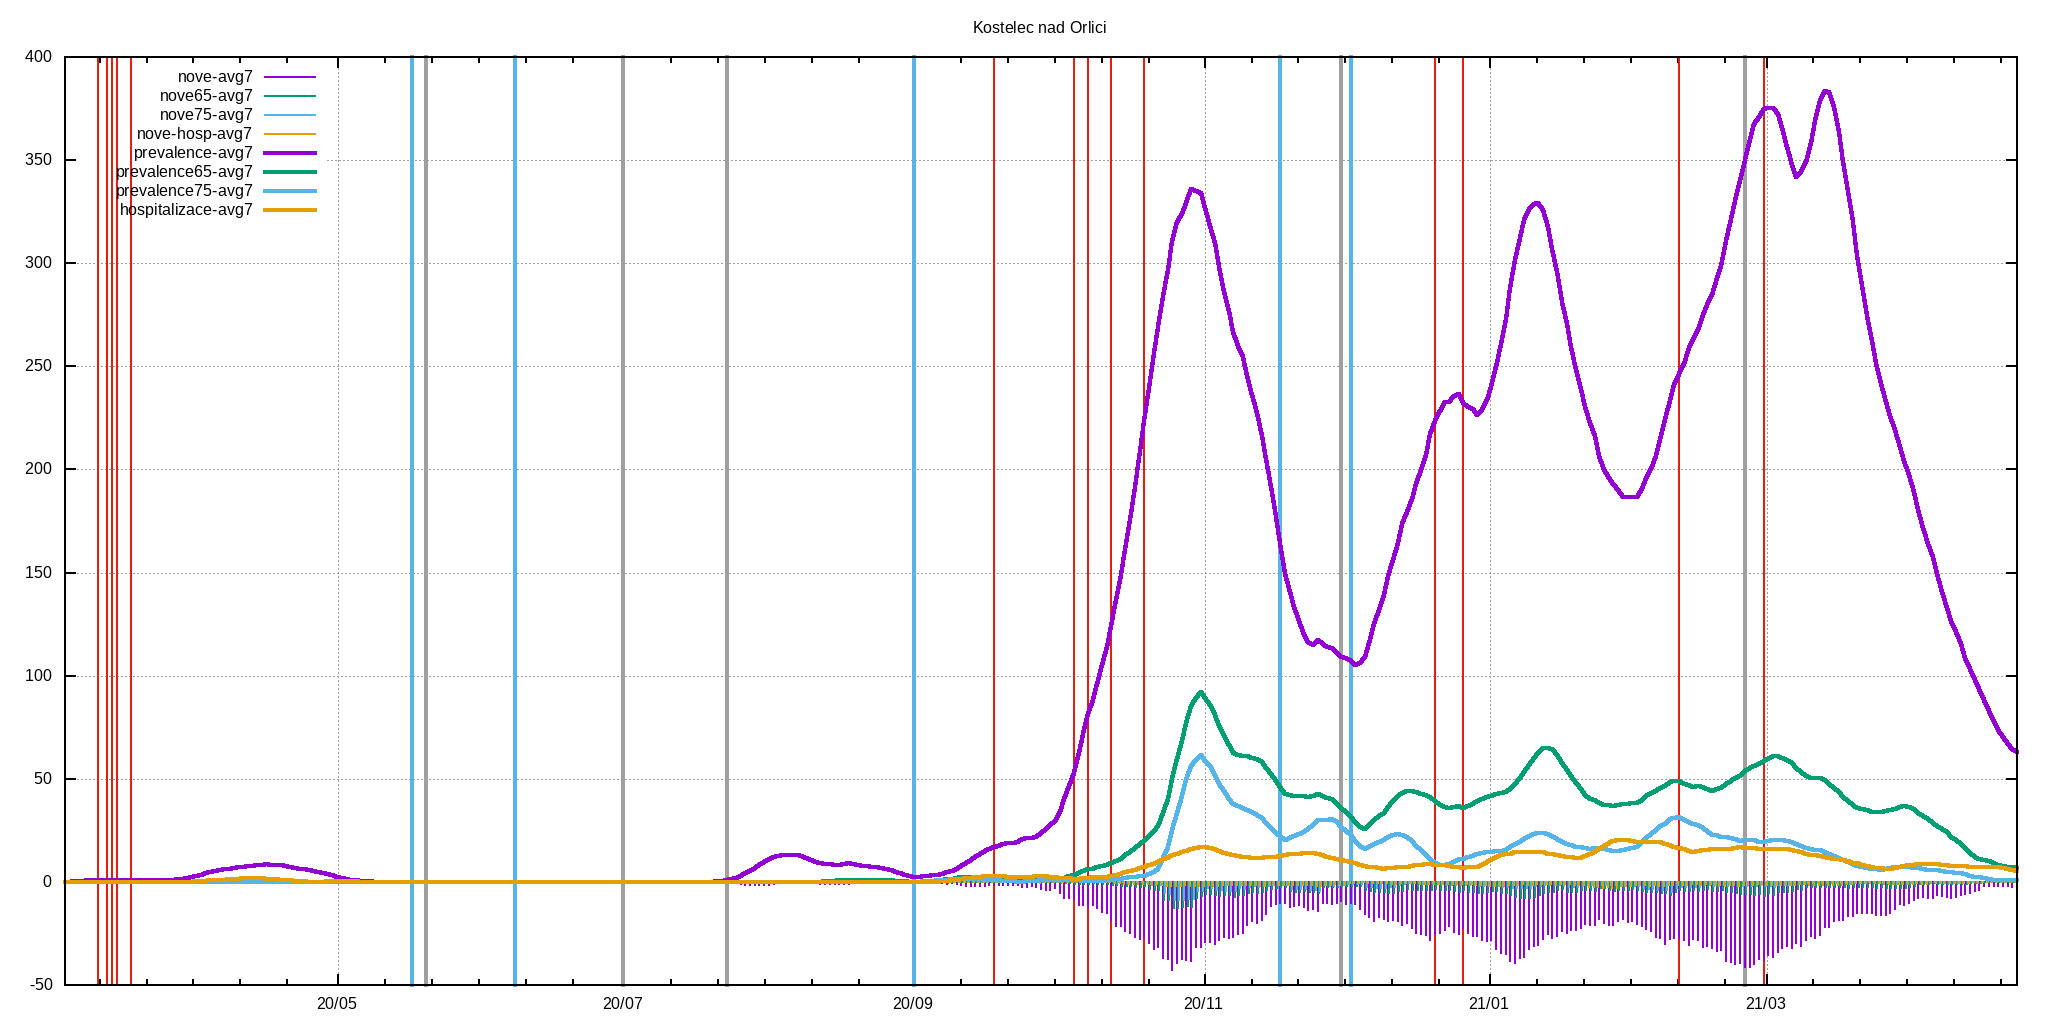 Kostelec nad Orlici
400
350
300
250
200
150
100
50
0
-50
nove-avg7
nove65-avg7
nove75-avg7
nove-hosp-avg7
prevalence-avg7
prevalence65-avg7
prevalence75-avg7
hospitalizace-avg7
20/05 20/07 20/09 20/11 21/01 21/03